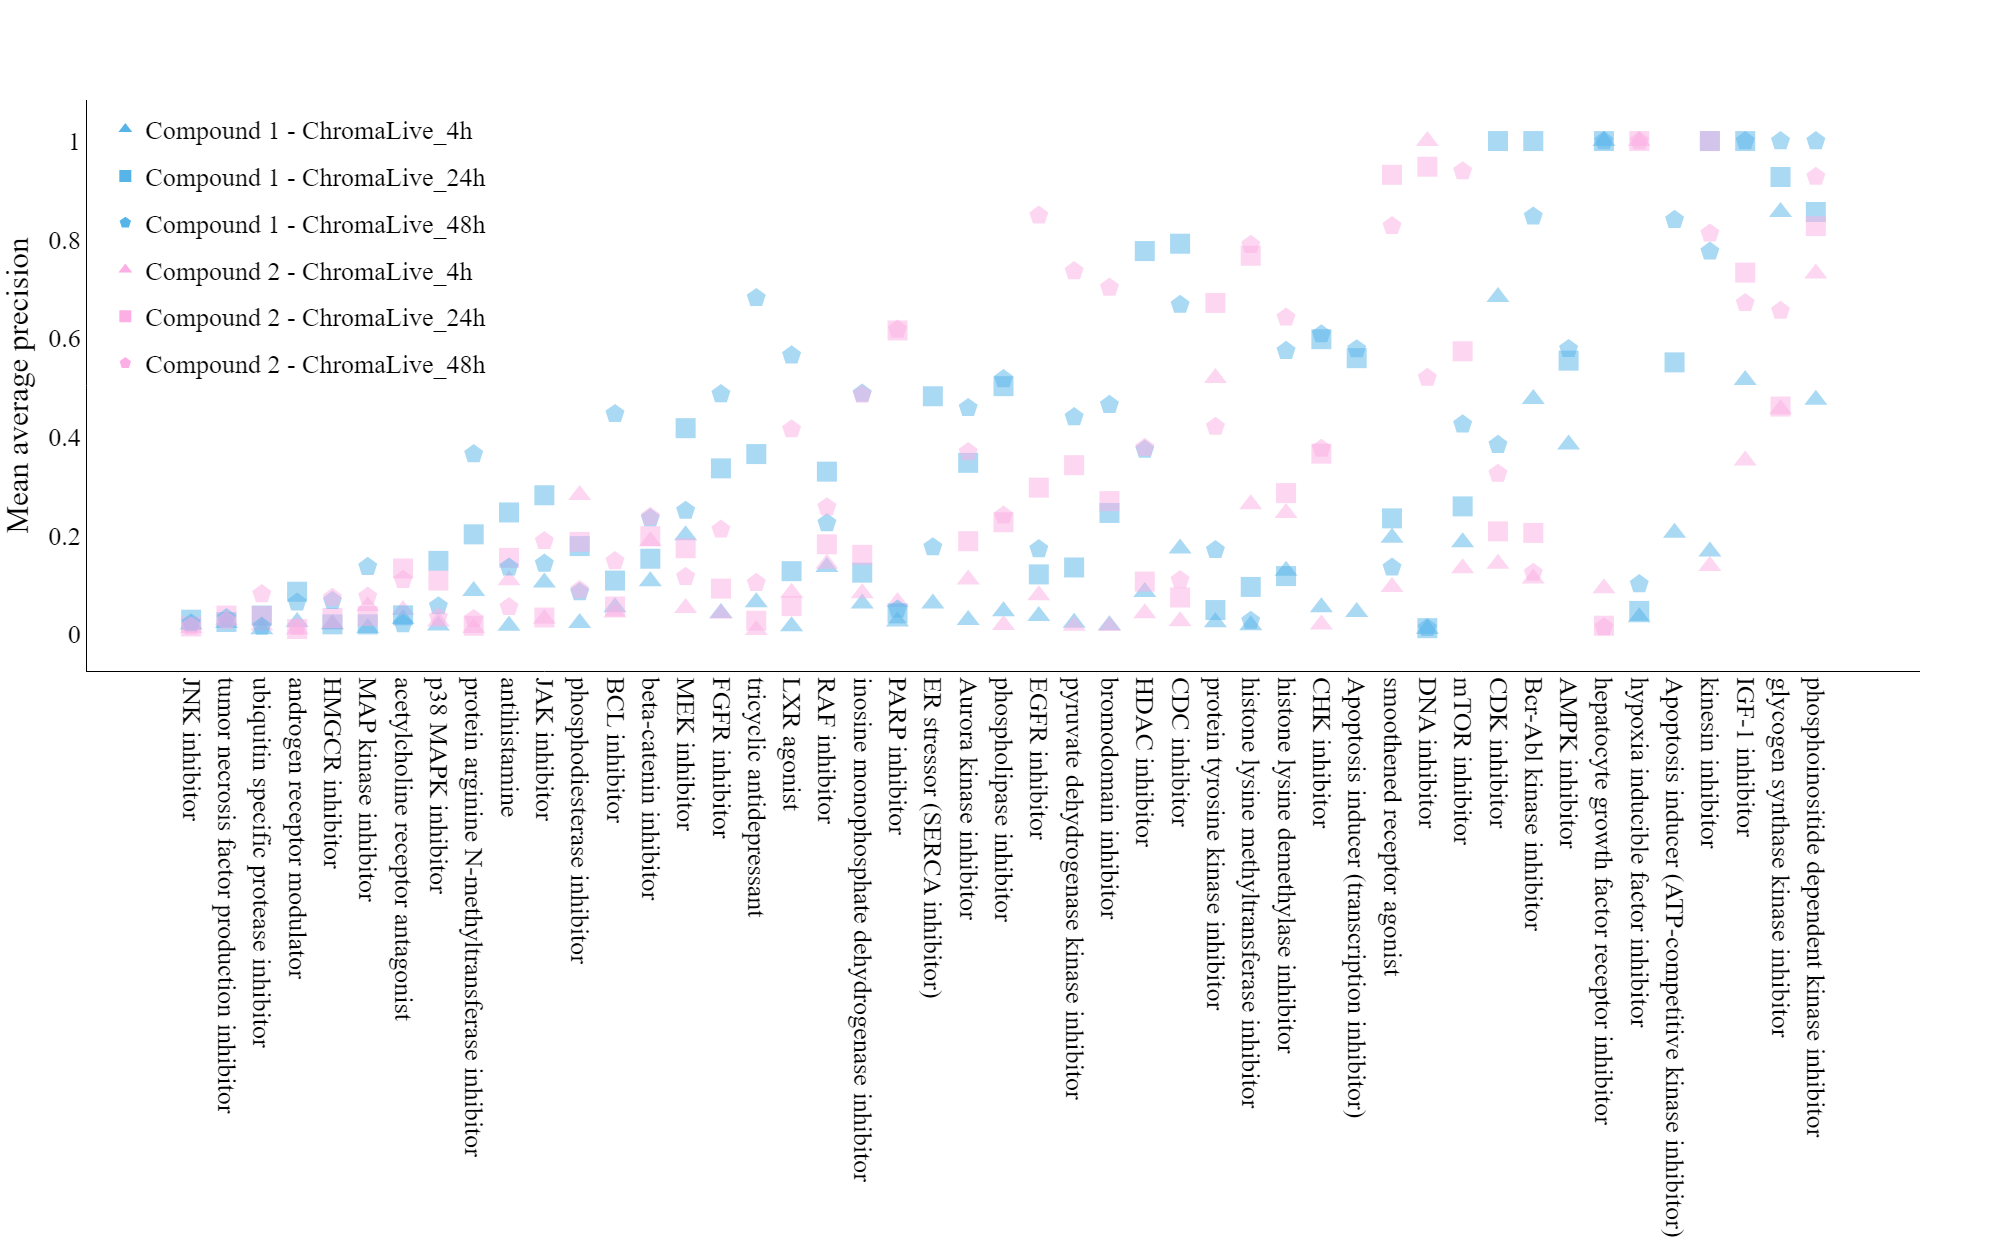 Compound 1 - ChromaLive_4h
Compound 1 - ChromaLive_24h
Compound 1 - ChromaLive_48h
Compound 2 - ChromaLive_4h
Compound 2 - ChromaLive_24h
Compound 2 - ChromaLive_48h
Mean average precision
1
0.8
0.6
0.4
0.2
0
JNK inhibitor
tumor necrosis factor production inhibitor
ubiquitin specific protease inhibitor
androgen receptor modulator
HMGCR inhibitor
MAP kinase inhibitor
acetylcholine receptor antagonist
p38 MAPK inhibitor
protein arginine N-methyltransferase inhibitor
antihistamine
JAK inhibitor
phosphodiesterase inhibitor
BCL inhibitor
beta-catenin inhibitor
MEK inhibitor
FGFR inhibitor
tricyclic antidepressant
LXR agonist
RAF inhibitor
inosine monophosphate dehydrogenase inhibitor
PARP inhibitor
ER stressor (SERCA inhibitor)
Aurora kinase inhibitor
phospholipase inhibitor
EGFR inhibitor
pyruvate dehydrogenase kinase inhibitor
bromodomain inhibitor
HDAC inhibitor
CDC inhibitor
protein tyrosine kinase inhibitor
histone lysine methyltransferase inhibitor
histone lysine demethylase inhibitor
CHK inhibitor
Apoptosis inducer (transcription inhibitor)
smoothened receptor agonist
DNA inhibitor
mTOR inhibitor
CDK inhibitor
Bcr-Abl kinase inhibitor
AMPK inhibitor
hepatocyte growth factor receptor inhibitor
hypoxia inducible factor inhibitor
Apoptosis inducer (ATP-competitive kinase inhibitor)
kinesin inhibitor
IGF-1 inhibitor
glycogen synthase kinase inhibitor
phosphoinositide dependent kinase inhibitor